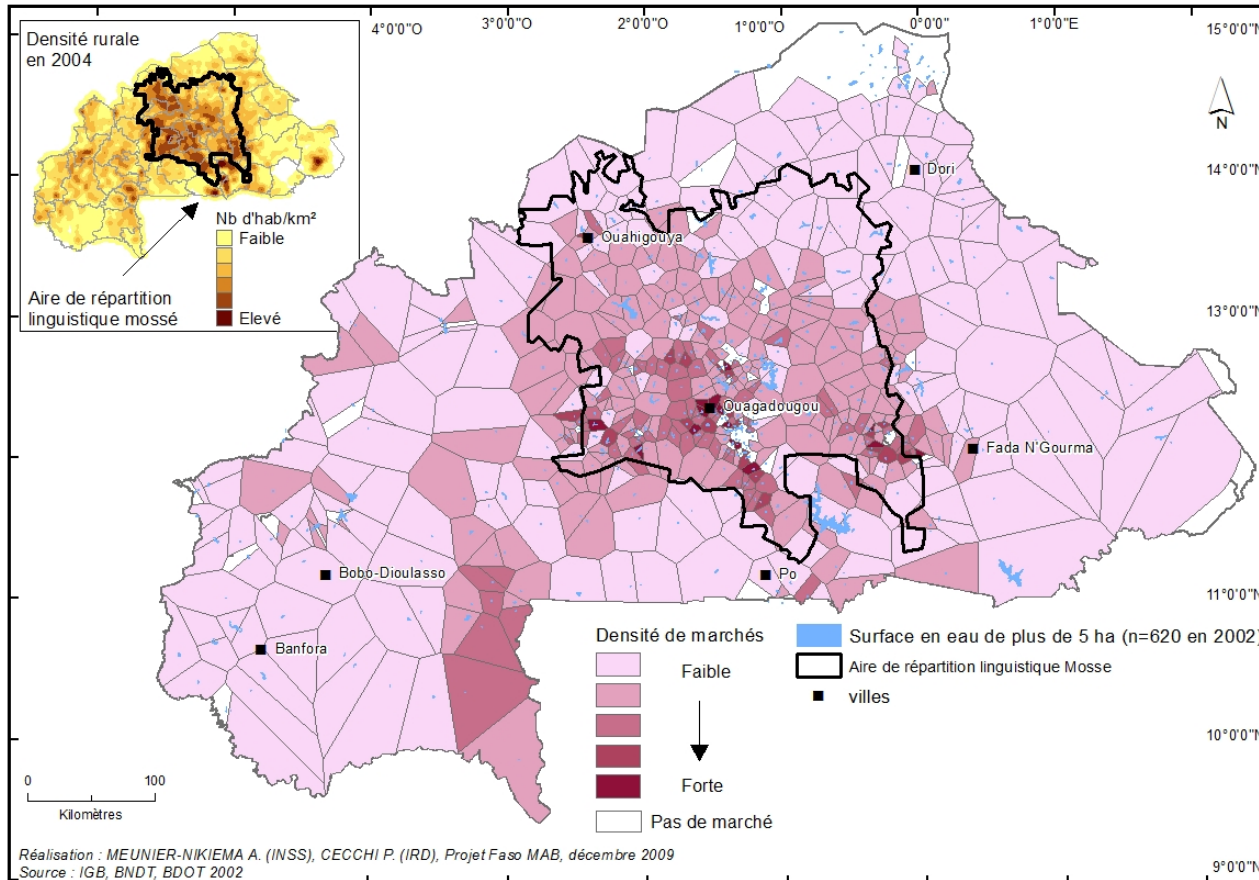 Densité rurale
en 2004
Nb d'hab/km²
Faible
Elevé
Aire de répartition
linguistique mossé
4°0'0"O
3°0'0"O
2°0'0"O
1°0'0"O
0°0'0"
1°0'0"E
15°0'0"N
N
14°0'0"N
13°0'0"N
11°0'0"N
10°0'0"N
9°0'0"N
Dori
Ouahigouya
Ouagadougou
Fada N'Gourma
Bobo-Dioulasso
Po
Banfora
Densité de marchés
Faible
Forte
Pas de marché
Surface en eau de plus de 5 ha (n=620 en 2002)
Aire de répartition linguistique Mosse
villes
0 100
Kilomètres
Réalisation : MEUNIER-NIKIEMA A. (INSS), CECCHI P. (IRD), Projet Faso MAB, décembre 2009
Source : IGB, BNDT, BDOT 2002